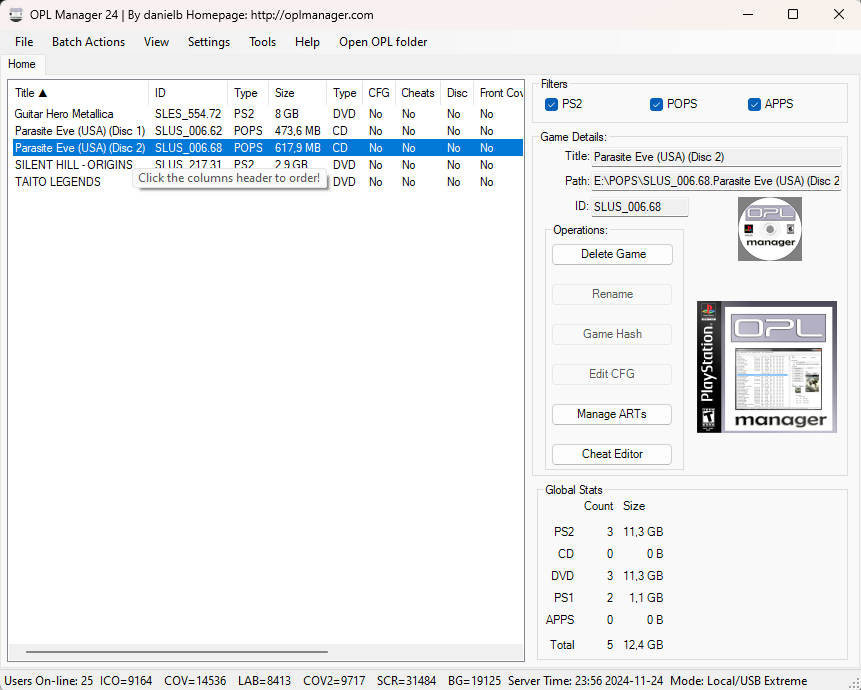 OPL Manager 24 | By danielb Homepage: http://oplmanager.com
File Batch Actions View Settings Tools Help Open OPL folder
Home
Title ▲ ID Type Size Type CFG Cheats Disc Front Cov
Guitar Hero Metallica SLES_554.72 PS2 8 GB DVD No No No No
Parasite Eve (USA) (Disc 1) SLUS_006.62 POPS 473,6 MB CD No No No No
Parasite Eve (USA) (Disc 2) SLUS_006.68 POPS 617,9 MB CD No No No No
SILENT HILL - ORIGINS SLUS_217.31 PS2 2,9 GB DVD No No No No
TAITO LEGENDS DVD No No No No
Click the columns header to order!
Filters
PS2 POPS APPS
Game Details:
Title: Parasite Eve (USA) (Disc 2)
Path: E:\POPS\SLUS_006.68.Parasite Eve (USA) (Disc 2
ID: SLUS_006.68
OPL
manager
Operations:
Delete Game
Rename
Game Hash
Edit CFG
Manage ARTs
Cheat Editor
PlayStation
OPL
manager
Global Stats
Count Size
PS2 3 11,3 GB
CD 0 0 B
DVD 3 11,3 GB
PS1 2 1,1 GB
APPS 0 0 B
Total 5 12,4 GB
Users On-line: 25 ICO=9164 COV=14536 LAB=8413 COV2=9717 SCR=31484 BG=19125 Server Time: 23:56 2024-11-24 Mode: Local/USB Extreme